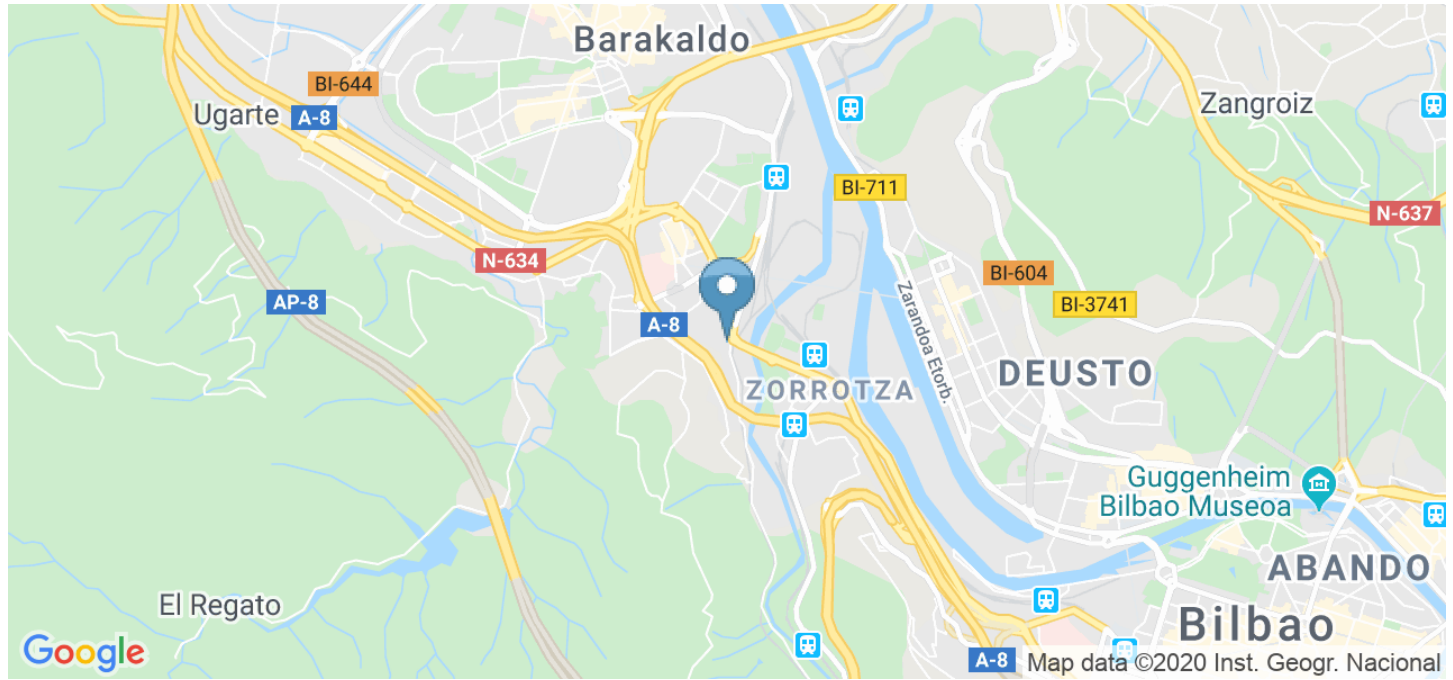 Barakaldo
BI-644
Ugarte
A-8
Zangroiz
BI-711
N-637
N-634
BI-604
AP-8
BI-3741
A-8
Zarandoa Etorb.
DEUSTO
ZORROTZA
Guggenheim
Bilbao Museoa
ABANDO
El Regato
Bilbao
Google
A-8
Map data ©2020 Inst. Geogr. Nacional